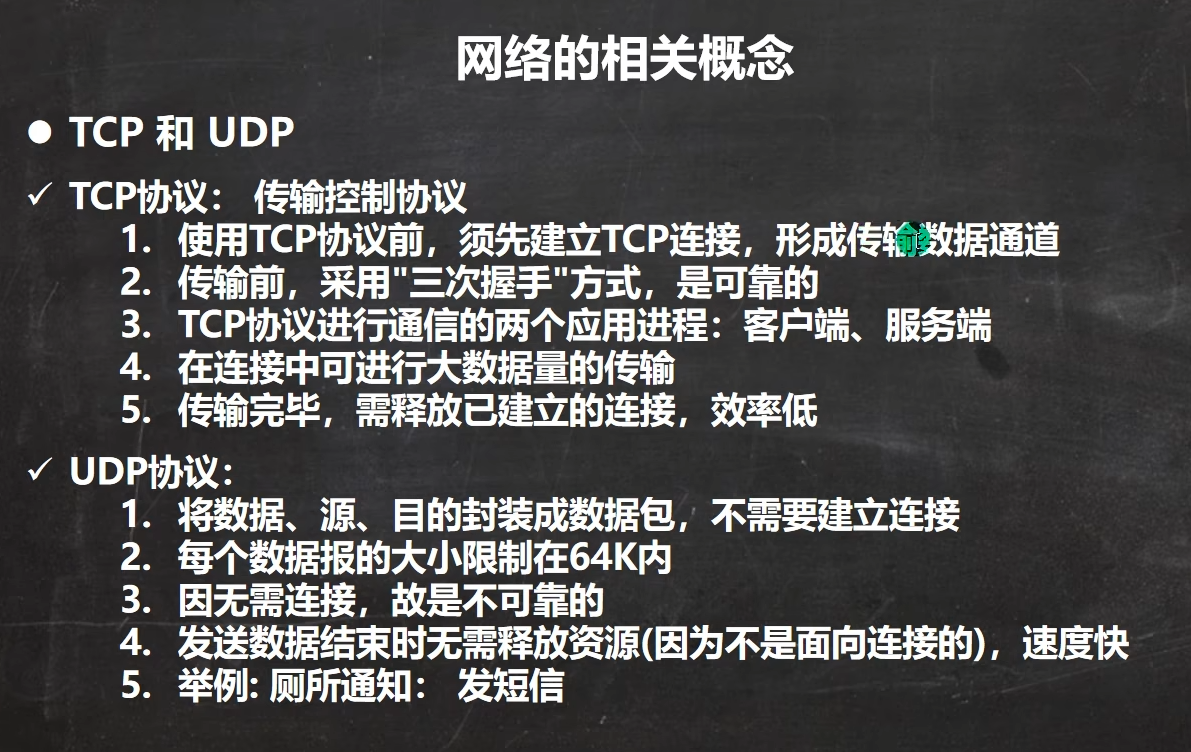 网络的相关概念
● TCP 和 UDP
✓ TCP协议： 传输控制协议
1. 使用TCP协议前，须先建立TCP连接，形成传输数据通道
2. 传输前，采用"三次握手"方式，是可靠的
3. TCP协议进行通信的两个应用进程：客户端、服务端
4. 在连接中可进行大数据量的传输
5. 传输完毕，需释放已建立的连接，效率低
✓ UDP协议：
1. 将数据、源、目的封装成数据包，不需要建立连接
2. 每个数据报的大小限制在64K内
3. 因无需连接，故是不可靠的
4. 发送数据结束时无需释放资源(因为不是面向连接的)，速度快
5. 举例: 厕所通知： 发短信